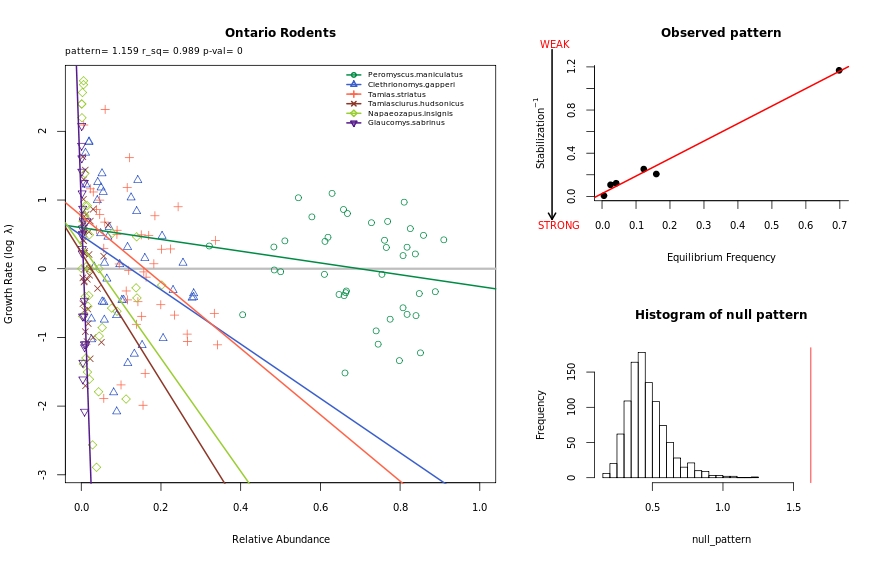 Ontario Rodents
pattern= 1.159 r_sq= 0.989 p-val= 0
Peromyscus.maniculatus
Clethrionomys.gapperi
Tamias.striatus
Tamiasciurus.hudsonicus
Napaeozapus.insignis
Glaucomys.sabrinus
2
1
0
-1
-2
-3
Growth Rate (log λ)
0.0 0.2 0.4 0.6 0.8 1.0
Relative Abundance
Observed pattern
WEAK
STRONG
Stabilization⁻¹
1.2
0.8
0.4
0.0
0.0 0.1 0.2 0.3 0.4 0.5 0.6 0.7
Equilibrium Frequency
Histogram of null pattern
Frequency
150
100
50
0
0.5 1.0 1.5
null_pattern